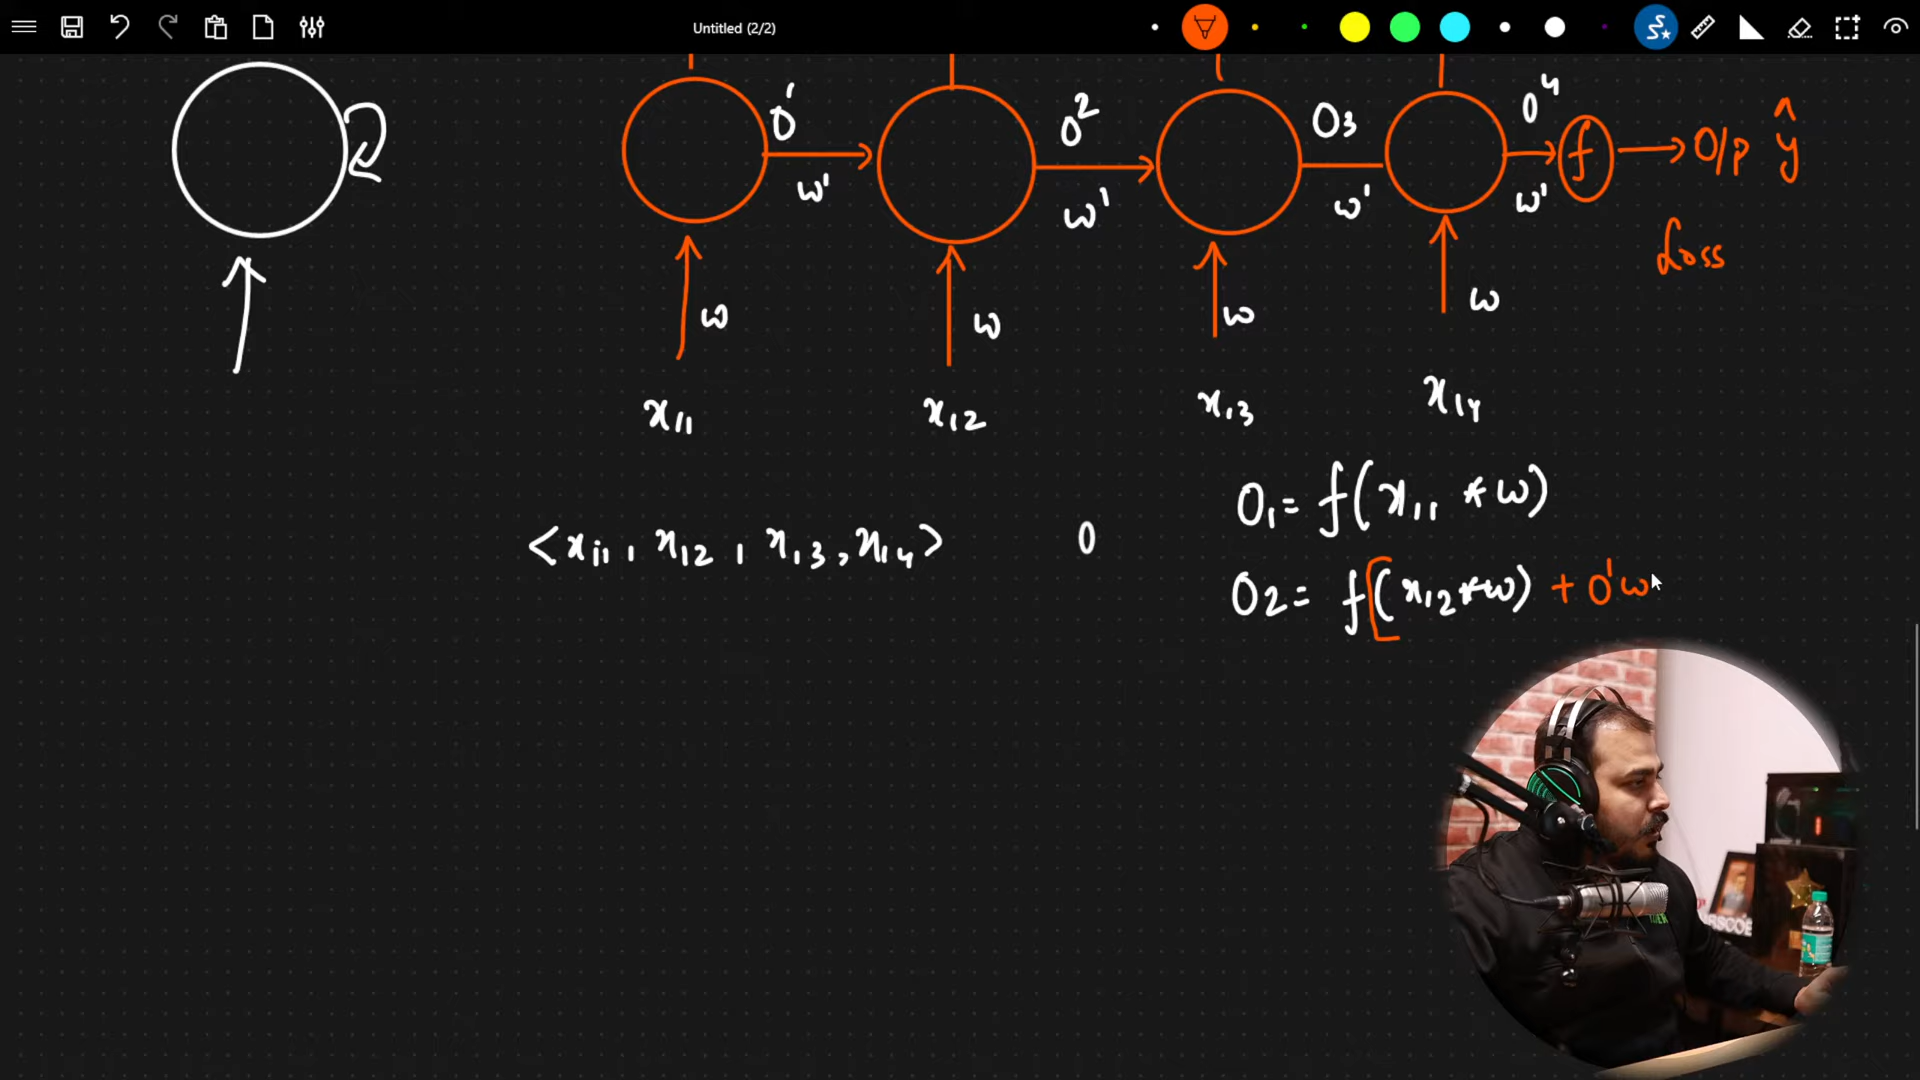 Untitled (2/2)
O' O² O3 O⁴
f O/p ŷ
w' w' w' w'
Loss
w w w w
x11 x12 x13 x14
O1 = f(x11 * w)
<x11, x12, x13, x14> O
O2 = f[(x12*w) + O'w